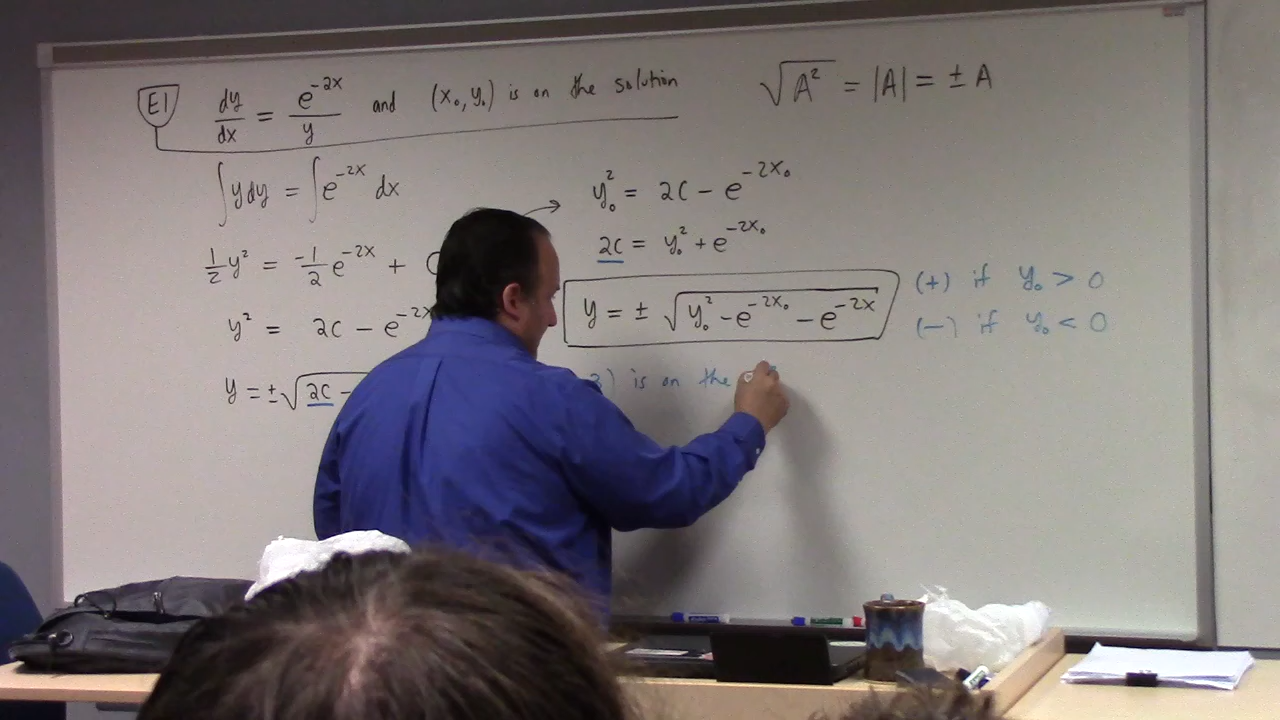 E1 dy/dx = e^{-2x}/y and (x₀, y₀) is on the solution
∫ y dy = ∫ e^{-2x} dx
1/2 y² = -1/2 e^{-2x} + C
y² = 2C - e^{-2x}
y = ± √(2C -
√(A²) = |A| = ± A
y₀² = 2C - e^{-2x₀}
2C = y₀² + e^{-2x₀}
y = ± √(y₀² - e^{-2x₀} - e^{-2x})
(+) if y₀ > 0
(-) if y₀ < 0
3) is on the